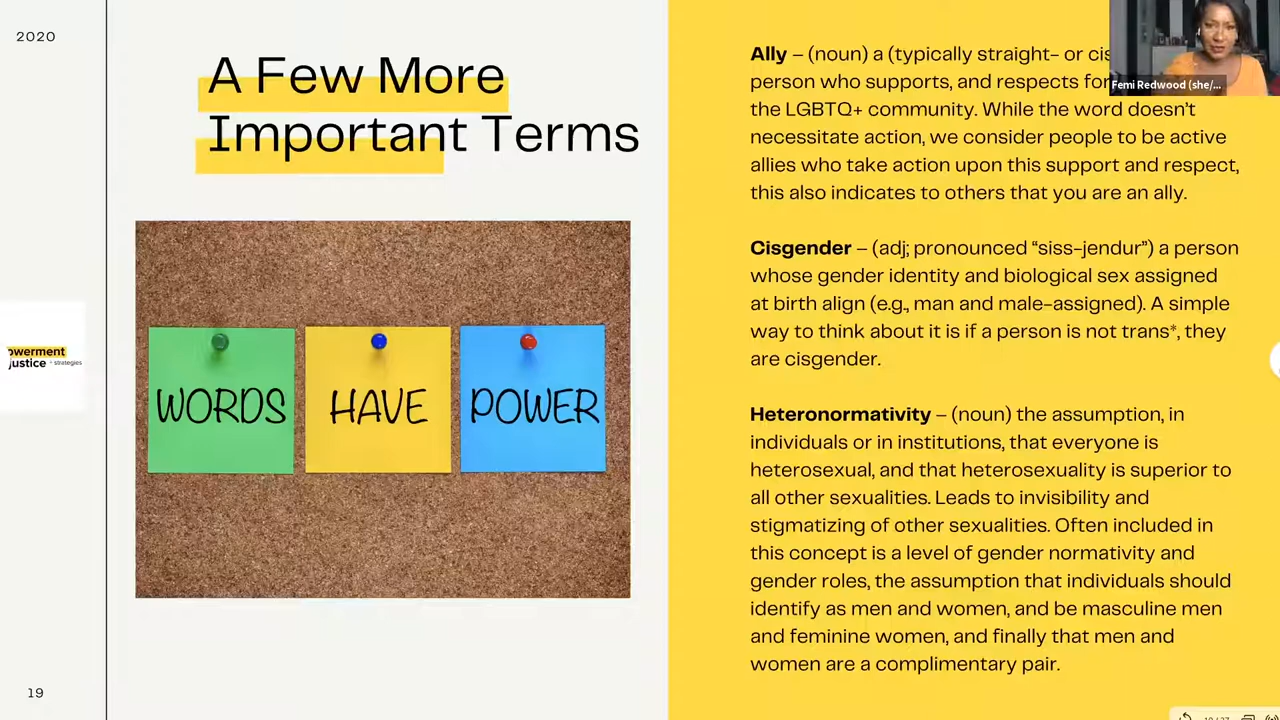 2020
A Few More
Important Terms
WORDS HAVE POWER
owerment
justice + strategies
19
Ally – (noun) a (typically straight- or cis
person who supports, and respects for
the LGBTQ+ community. While the word doesn't
necessitate action, we consider people to be active
allies who take action upon this support and respect,
this also indicates to others that you are an ally.
Cisgender – (adj; pronounced “siss-jendur”) a person
whose gender identity and biological sex assigned
at birth align (e.g., man and male-assigned). A simple
way to think about it is if a person is not trans*, they
are cisgender.
Heteronormativity – (noun) the assumption, in
individuals or in institutions, that everyone is
heterosexual, and that heterosexuality is superior to
all other sexualities. Leads to invisibility and
stigmatizing of other sexualities. Often included in
this concept is a level of gender normativity and
gender roles, the assumption that individuals should
identify as men and women, and be masculine men
and feminine women, and finally that men and
women are a complimentary pair.
Femi Redwood (she/...